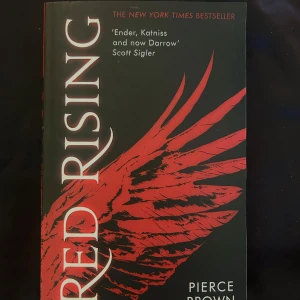 THE NEW YORK TIMES BESTSELLER
'Ender, Katniss
and now Darrow'
Scott Sigler
RED RISING
PIERCE
BROWN